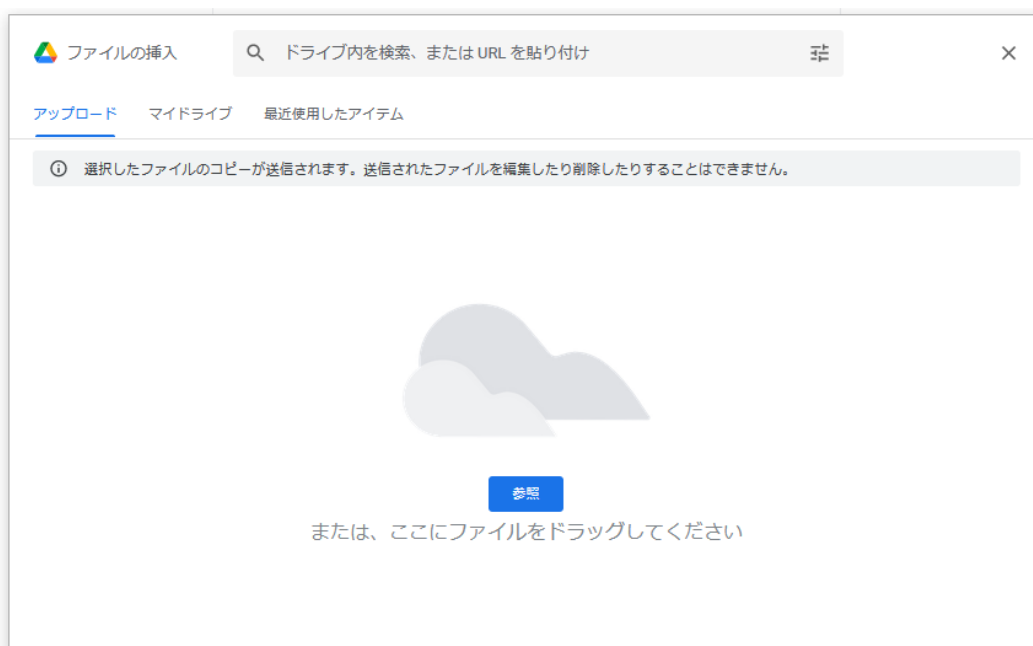 ファイルの挿入
ドライブ内を検索、または URL を貼り付け
アップロード マイドライブ 最近使用したアイテム
選択したファイルのコピーが送信されます。送信されたファイルを編集したり削除したりすることはできません。
参照
または、ここにファイルをドラッグしてください